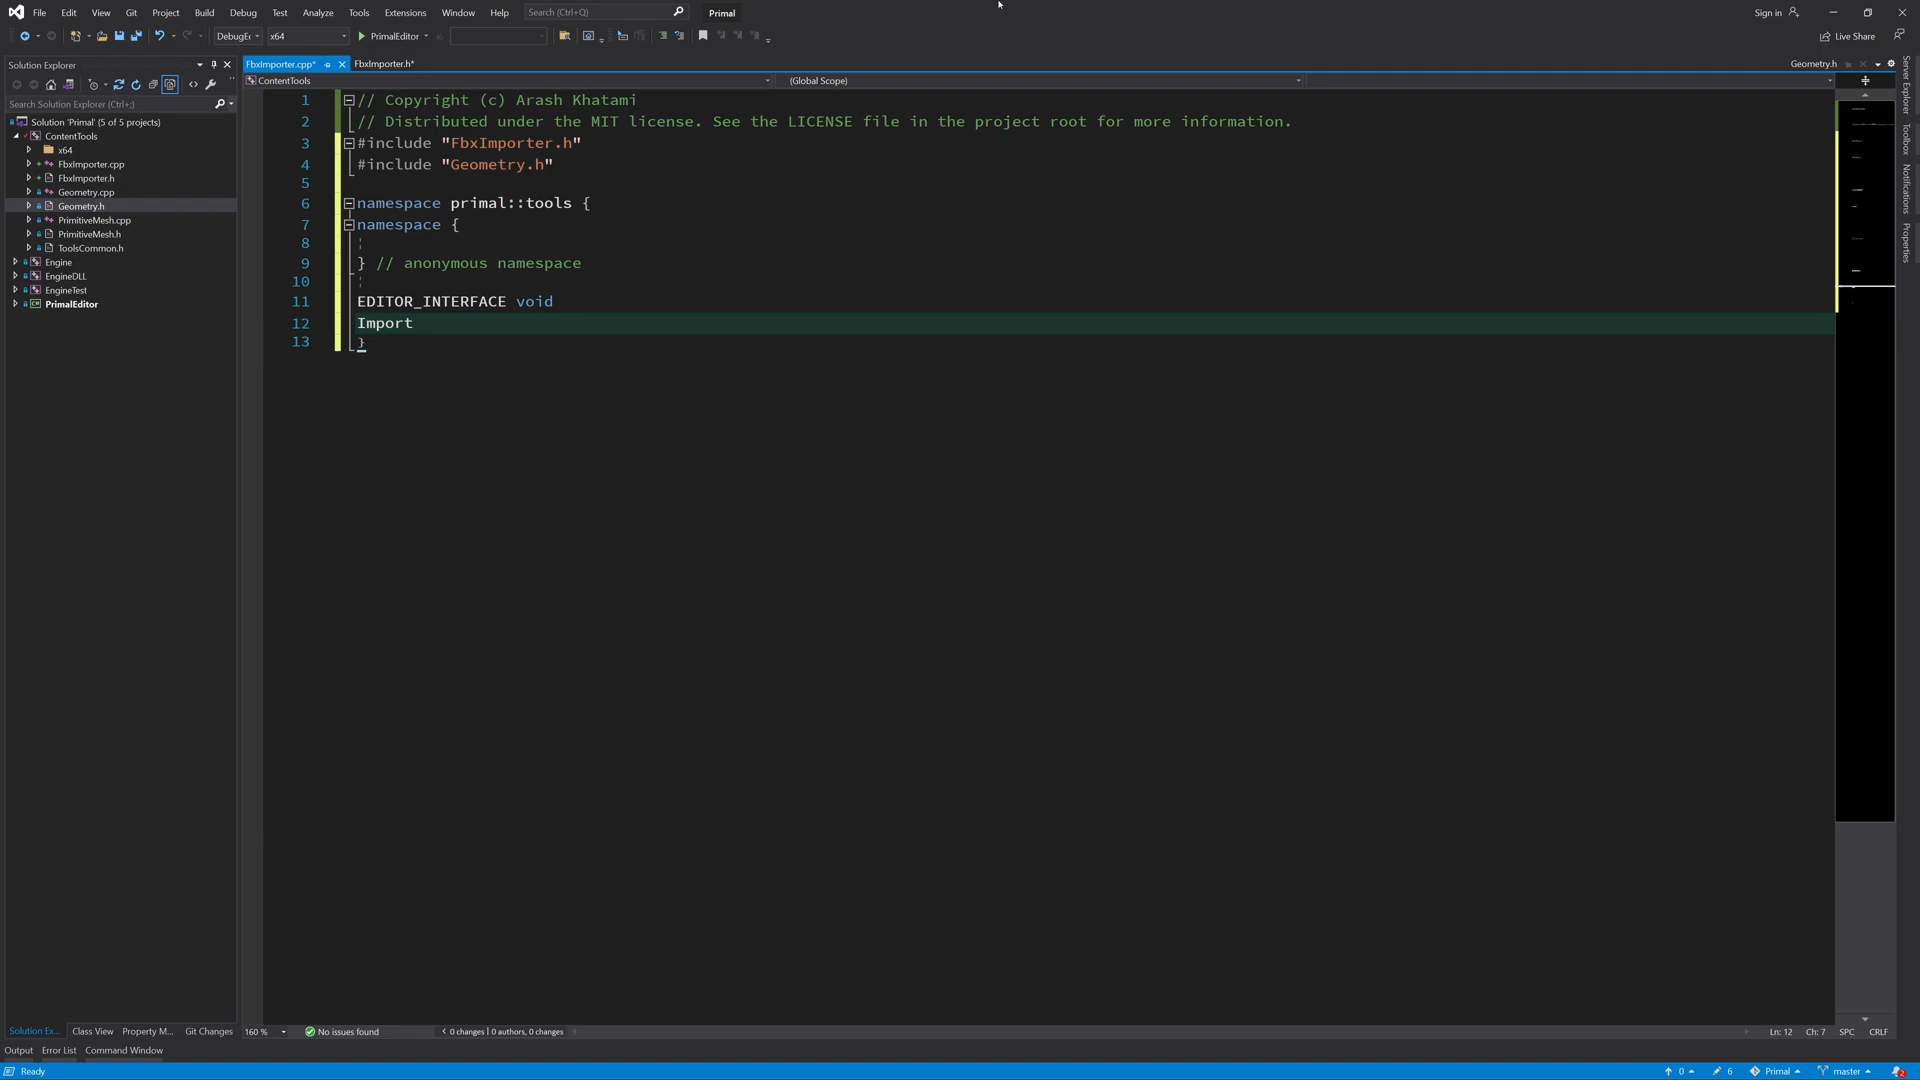 File Edit View Git Project Build Debug Test Analyze Tools Extensions Window Help Search (Ctrl+Q) Primal Sign in
DebugEc x64 PrimalEditor Live Share
Solution Explorer FbxImporter.cpp* FbxImporter.h* Geometry.h
ContentTools (Global Scope)
Search Solution Explorer (Ctrl+;)
Solution 'Primal' (5 of 5 projects)
ContentTools
x64
FbxImporter.cpp
FbxImporter.h
Geometry.cpp
Geometry.h
PrimitiveMesh.cpp
PrimitiveMesh.h
ToolsCommon.h
Engine
EngineDLL
EngineTest
PrimalEditor
1 // Copyright (c) Arash Khatami
2 // Distributed under the MIT license. See the LICENSE file in the project root for more information.
3 #include "FbxImporter.h"
4 #include "Geometry.h"
5
6 namespace primal::tools {
7 namespace {
8
9 } // anonymous namespace
10
11 EDITOR_INTERFACE void
12 Import
13 }
Server Explorer
Toolbox
Notifications
Properties
Solution Ex... Class View Property M... Git Changes
160 % No issues found < 0 changes | 0 authors, 0 changes Ln: 12 Ch: 7 SPC CRLF
Output Error List Command Window
Ready 0 6 Primal master 2